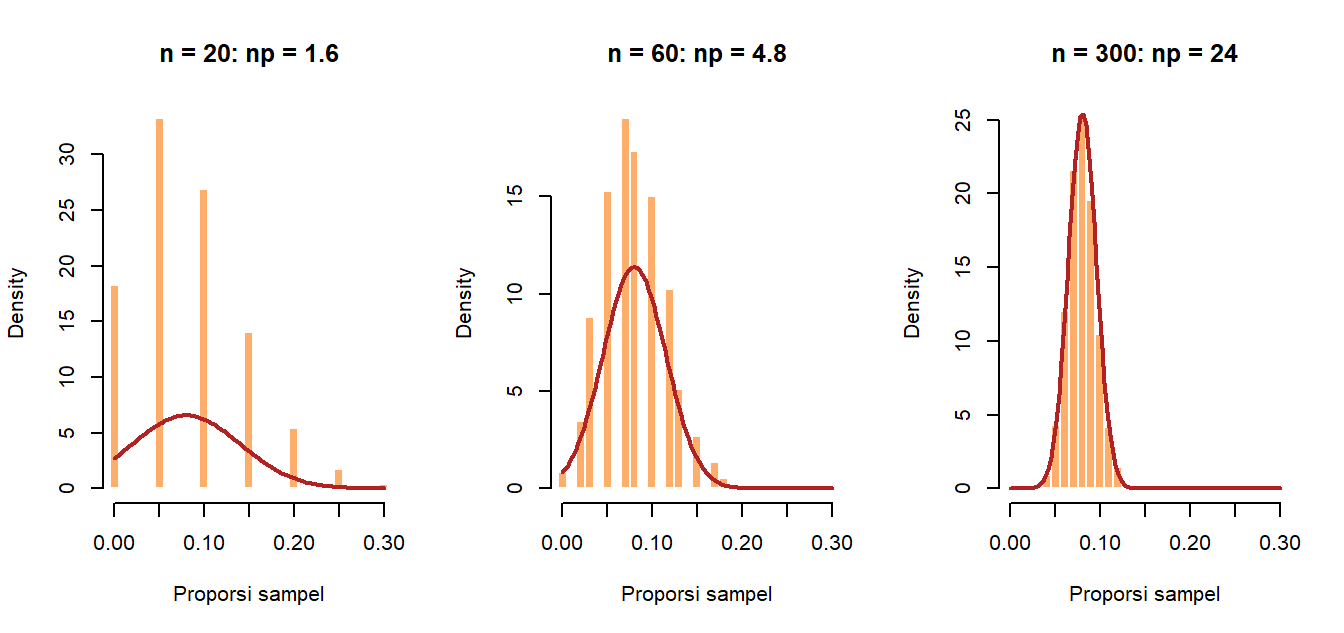 n = 20: np = 1.6
Density
30
25
20
15
10
5
0
0.00 0.10 0.20 0.30
Proporsi sampel
n = 60: np = 4.8
Density
15
10
5
0
0.00 0.10 0.20 0.30
Proporsi sampel
n = 300: np = 24
Density
25
20
15
10
5
0
0.00 0.10 0.20 0.30
Proporsi sampel